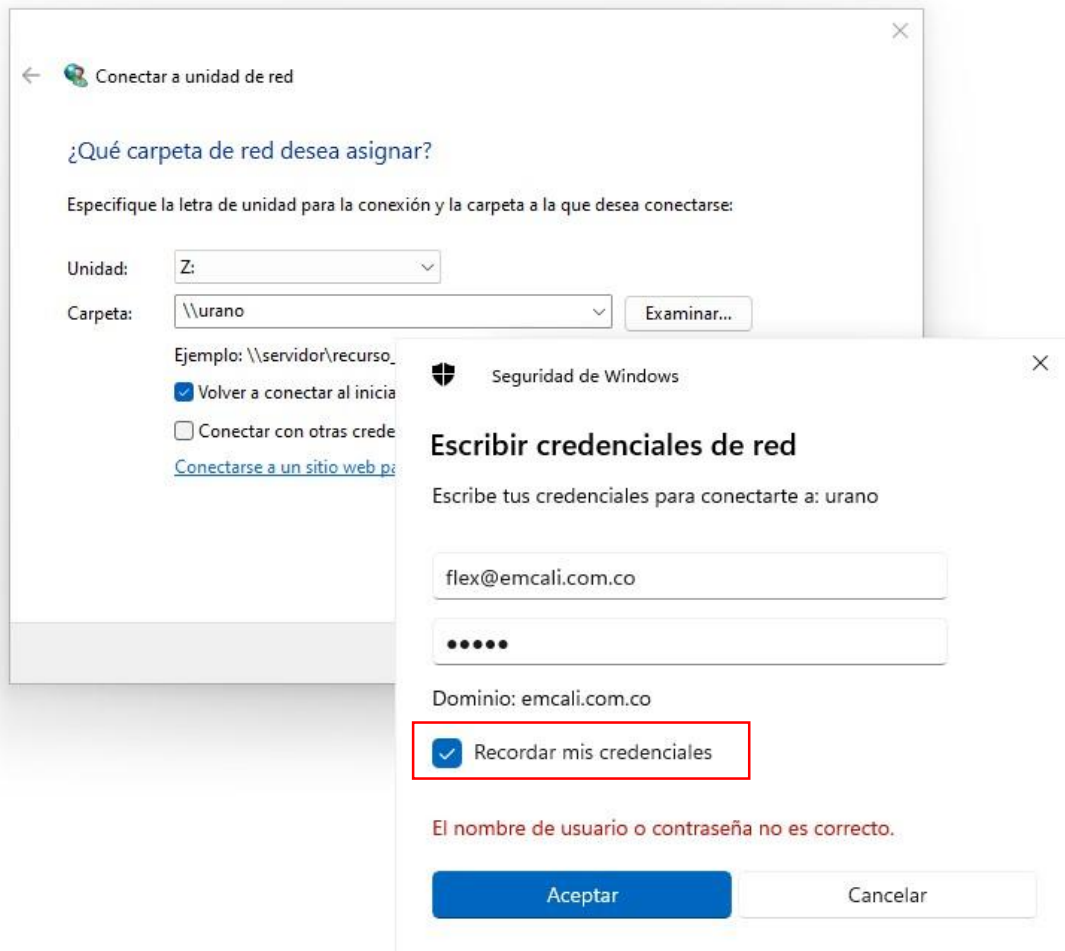 Conectar a unidad de red
¿Qué carpeta de red desea asignar?
Especifique la letra de unidad para la conexión y la carpeta a la que desea conectarse:
Unidad:
Z:
Carpeta:
\\urano
Examinar...
Ejemplo: \\servidor\recurso_
Volver a conectar al inicia
Conectar con otras crede
Conectarse a un sitio web pa
Seguridad de Windows
Escribir credenciales de red
Escribe tus credenciales para conectarte a: urano
flex@emcali.com.co
•••••
Dominio: emcali.com.co
Recordar mis credenciales
El nombre de usuario o contraseña no es correcto.
Aceptar
Cancelar